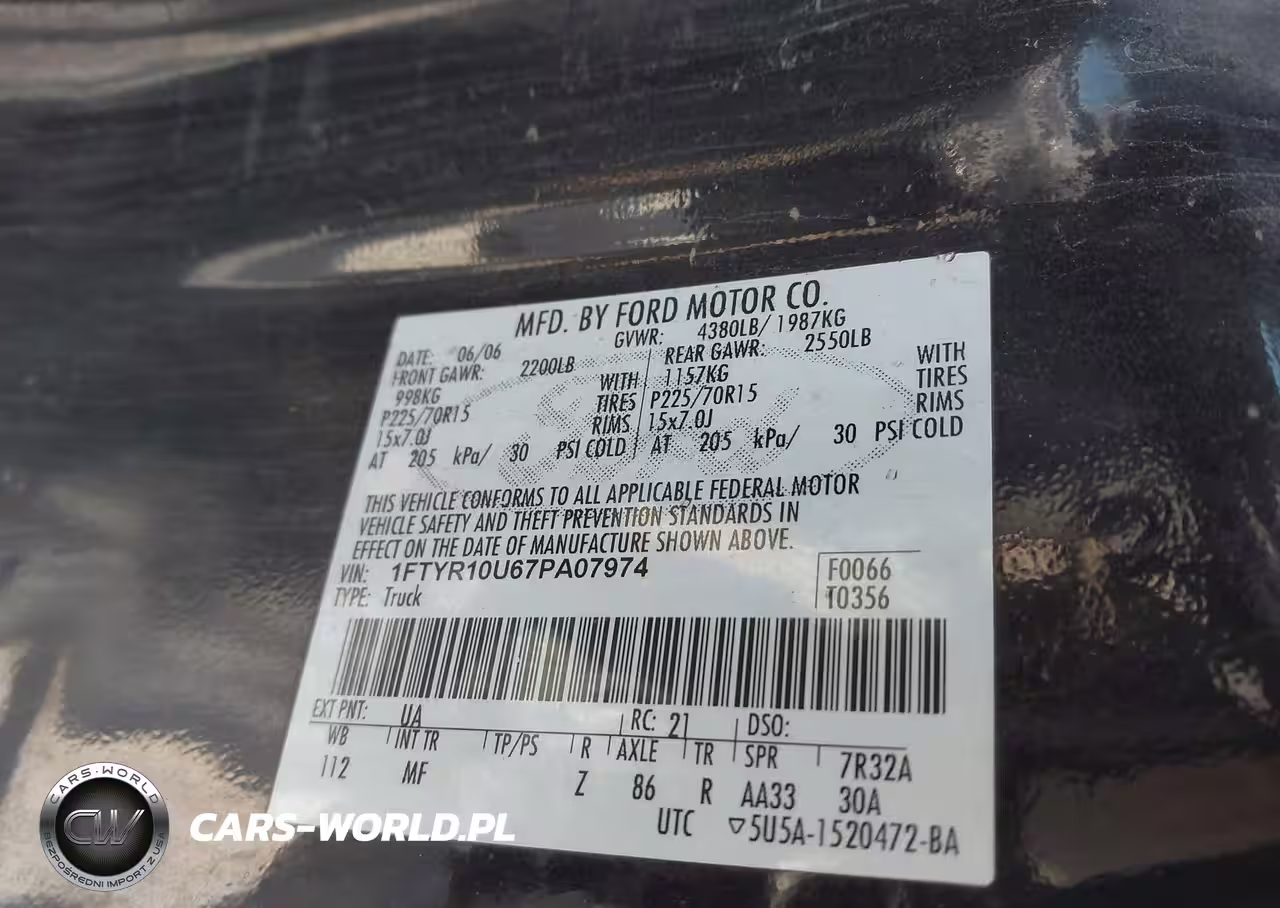 MFD. BY FORD MOTOR CO.
DATE: 06/06 GVWR: 4380LB/ 1987KG
FRONT GAWR: 2200LB REAR GAWR: 2550LB
998KG WITH 1157KG WITH
P225/70R15 TIRES P225/70R15 TIRES
15x7.0J RIMS 15x7.0J RIMS
AT 205 kPa/ 30 PSI COLD AT 205 kPa/ 30 PSI COLD
THIS VEHICLE CONFORMS TO ALL APPLICABLE FEDERAL MOTOR
VEHICLE SAFETY AND THEFT PREVENTION STANDARDS IN
EFFECT ON THE DATE OF MANUFACTURE SHOWN ABOVE.
VIN: 1FTYR10U67PA07974 F0066
TYPE: Truck T0356
EXT PNT: UA RC: 21 DSO:
WB INT TR TP/PS R AXLE TR SPR 7R32A
112 MF Z 86 R AA33 30A
UTC ▽5U5A-1520472-BA
CARS-WORLD
CW
BEZPOŚREDNI IMPORT Z USA
CARS-WORLD.PL